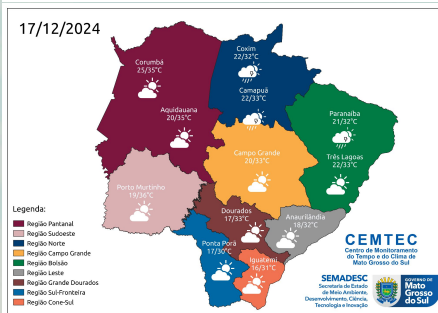 17/12/2024
Corumbá
25/35°C
Coxim
22/32°C
Camapuã
22/33°C
Aquidauana
20/35°C
Paranaíba
21/32°C
Campo Grande
20/33°C
Três Lagoas
22/33°C
Porto Murtinho
19/36°C
Dourados
17/33°C
Anaurilândia
18/32°C
Ponta Porã
17/30°C
Iguatemi
16/31°C
Legenda:
Região Pantanal
Região Sudoeste
Região Norte
Região Campo Grande
Região Bolsão
Região Leste
Região Grande Dourados
Região Sul-Fronteira
Região Cone-Sul
CEMTEC
Centro de Monitoramento
do Tempo e do Clima de
Mato Grosso do Sul
SEMADESC
Secretaria de Estado
de Meio Ambiente,
Desenvolvimento, Ciência,
Tecnologia e Inovação
GOVERNO DE
Mato
Grosso
do Sul